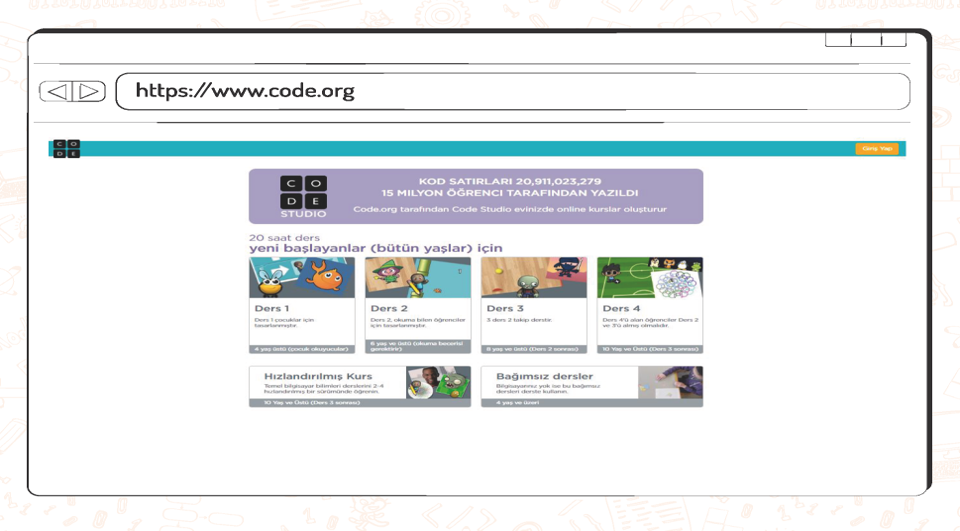 https://www.code.org
C O
D E
Giriş Yap
C O
D E
STUDIO
KOD SATIRLARI 20,911,023,279
15 MILYON ÖĞRENCI TARAFINDAN YAZILDI
Code.org tarafından Code Studio evinizde online kurslar oluşturur
20 saat ders
yeni başlayanlar (bütün yaşlar) için
Ders 1
Ders 1 çocuklar için
tasarlanmıştır.
4 yaş üstü (çocuk okuyucular)
Ders 2
Ders 2, okuma bilen öğrenciler
için tasarlanmıştır.
6 yaş ve üstü (okuma becerisi
gerektirir)
Ders 3
3 ders 2 takip derstir.
8 yaş ve üstü (Ders 2 sonrası)
Ders 4
Ders 4'ü alan öğrenciler Ders 2
ve 3'ü almış olmalıdır.
10 Yaş ve Üstü (Ders 3 sonrası)
Hızlandırılmış Kurs
Temel bilgisayar bilimleri derslerini 2-4
hızlandırılmış bir sürümünde öğrenin.
10 Yaş ve Üstü (Ders 3 sonrası)
Bağımsız dersler
Bilgisayarınız yok ise bu bağımsız
dersleri derste kullanın.
4 yaş ve üzeri